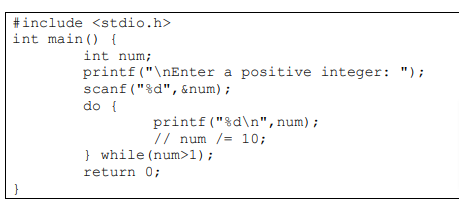 #include <stdio.h>
int main() {
int num;
printf("\nEnter a positive integer: ");
scanf("%d",&num);
do {
printf("%d\n",num);
// num /= 10;
} while(num>1);
return 0;
}